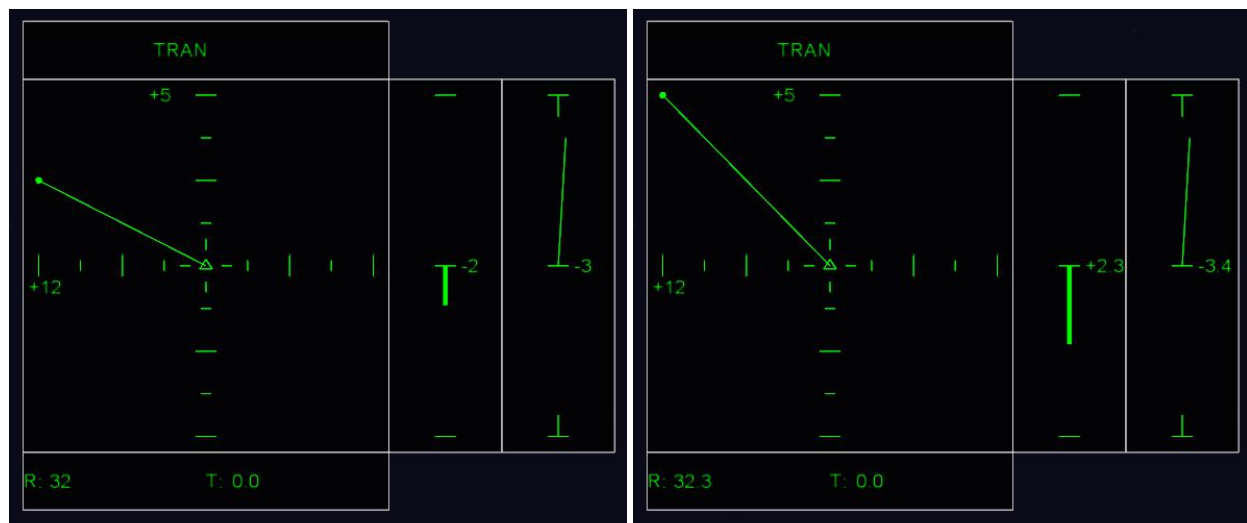 TRAN
+5
-2
-3
+12
R: 32
T: 0.0
TRAN
+5
+2.3
-3.4
+12
R: 32.3
T: 0.0